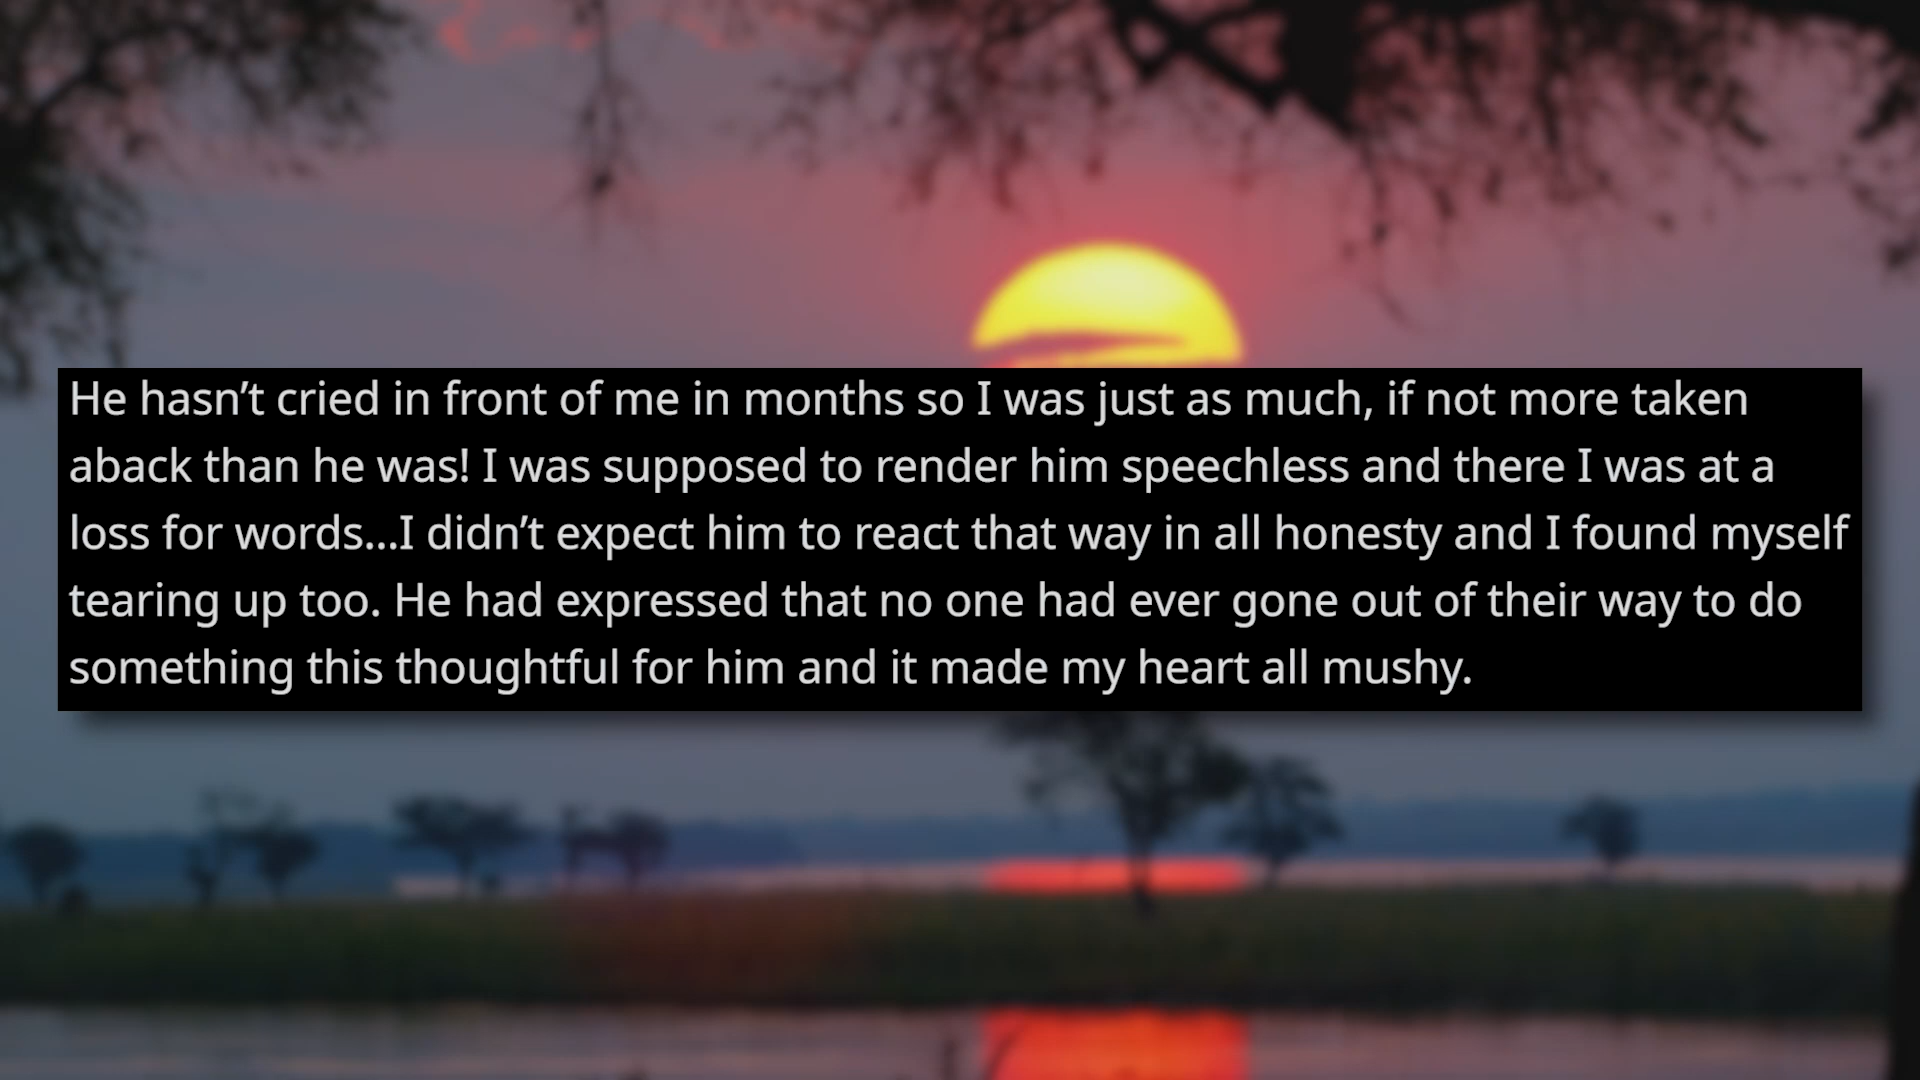 He hasn’t cried in front of me in months so I was just as much, if not more taken
aback than he was! I was supposed to render him speechless and there I was at a
loss for words...I didn’t expect him to react that way in all honesty and I found myself
tearing up too. He had expressed that no one had ever gone out of their way to do
something this thoughtful for him and it made my heart all mushy.